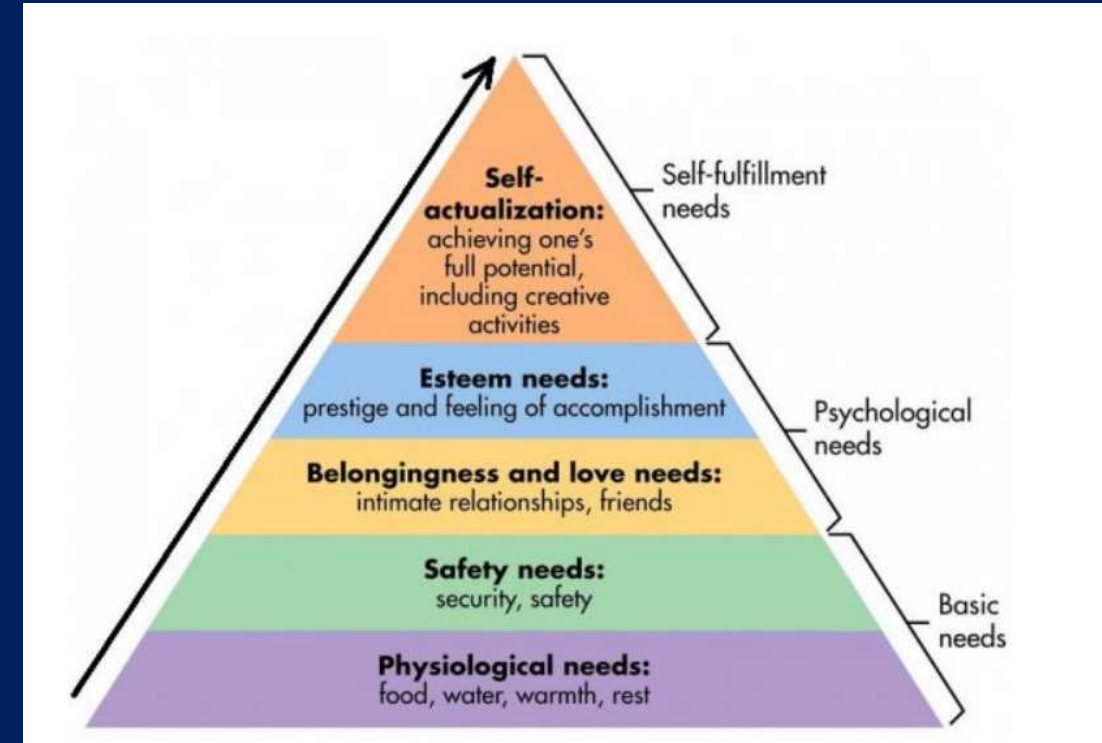 Self-
actualization:
achieving one's
full potential,
including creative
activities
Self-fulfillment
needs
Esteem needs:
prestige and feeling of accomplishment
Psychological
needs
Belongingness and love needs:
intimate relationships, friends
Safety needs:
security, safety
Basic
needs
Physiological needs:
food, water, warmth, rest